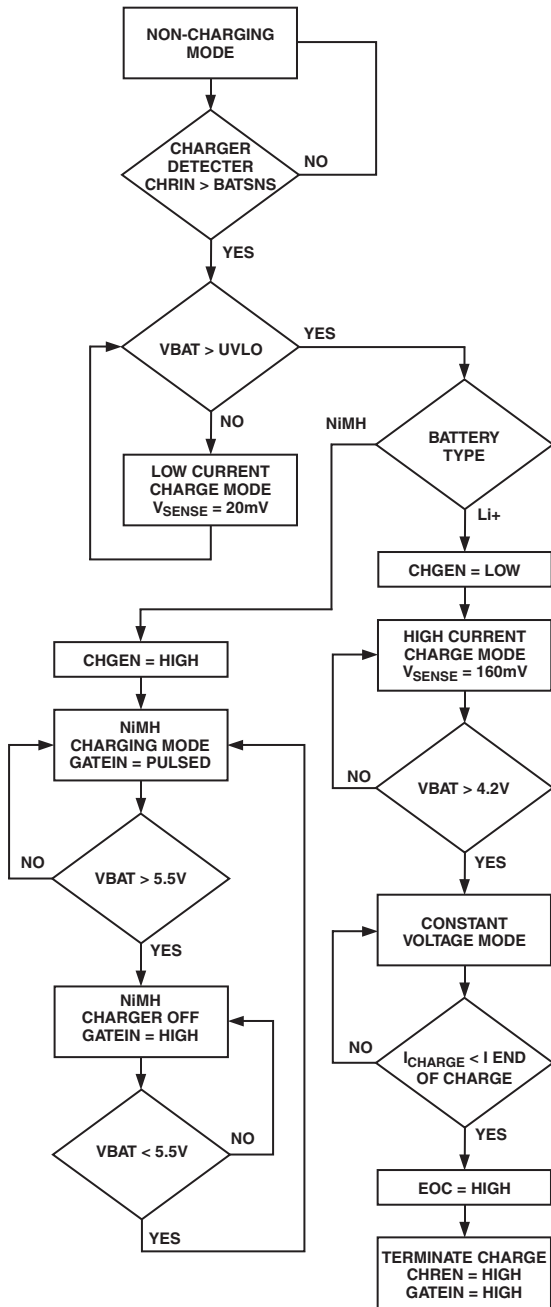 NON-CHARGING
MODE
CHARGER
DETECTER
CHRIN > BATSNS
NO
YES
VBAT > UVLO
YES
NO
LOW CURRENT
CHARGE MODE
VSENSE = 20mV
NiMH
BATTERY
TYPE
Li+
CHGEN = LOW
HIGH CURRENT
CHARGE MODE
VSENSE = 160mV
NO
VBAT > 4.2V
YES
CONSTANT
VOLTAGE MODE
NO
ICHARGE < I END
OF CHARGE
YES
EOC = HIGH
TERMINATE CHARGE
CHREN = HIGH
GATEIN = HIGH
CHGEN = HIGH
NiMH
CHARGING MODE
GATEIN = PULSED
NO
VBAT > 5.5V
YES
NiMH
CHARGER OFF
GATEIN = HIGH
NO
VBAT < 5.5V
YES